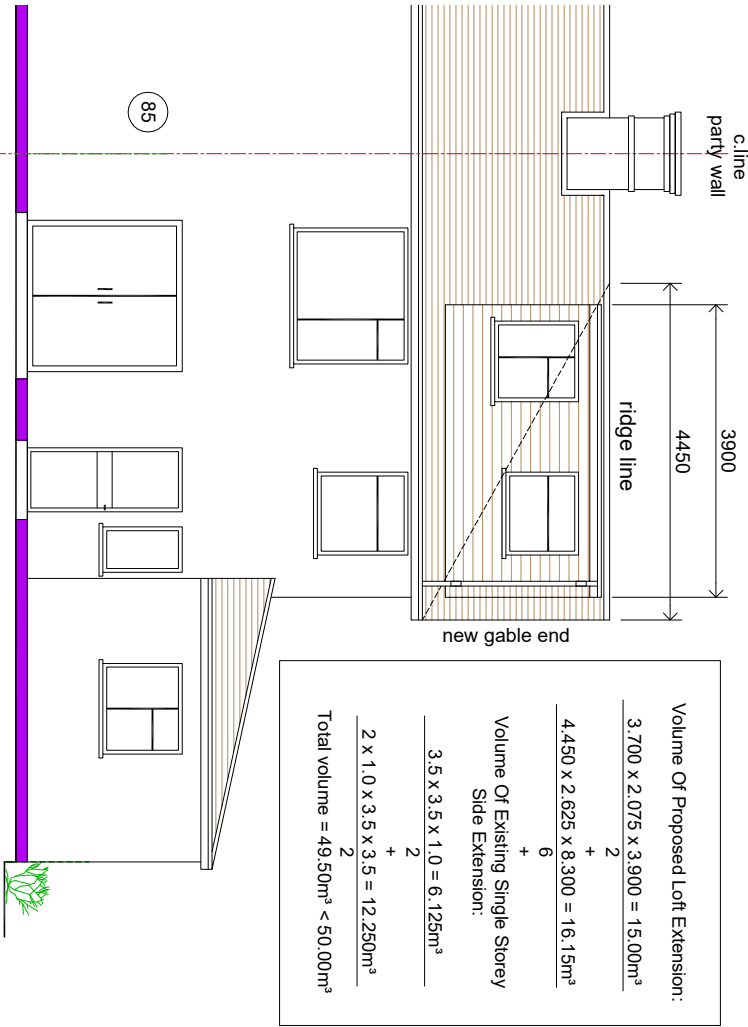 c.line
party wall
85
3900
4450
ridge line
new gable end
Volume Of Proposed Loft Extension:
3.700 x 2.075 x 3.900 = 15.00m³
2
+
4.450 x 2.625 x 8.300 = 16.15m³
6
+
Volume Of Existing Single Storey
Side Extension:
3.5 x 3.5 x 1.0 = 6.125m³
2
+
2 x 1.0 x 3.5 x 3.5 = 12.250m³
2
Total volume = 49.50m³ < 50.00m³